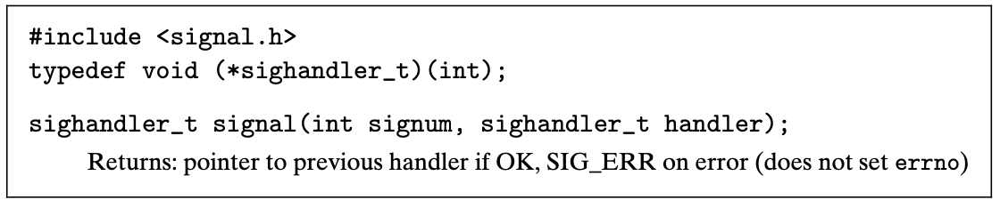 #include <signal.h>
typedef void (*sighandler_t)(int);
sighandler_t signal(int signum, sighandler_t handler);
Returns: pointer to previous handler if OK, SIG_ERR on error (does not set errno)